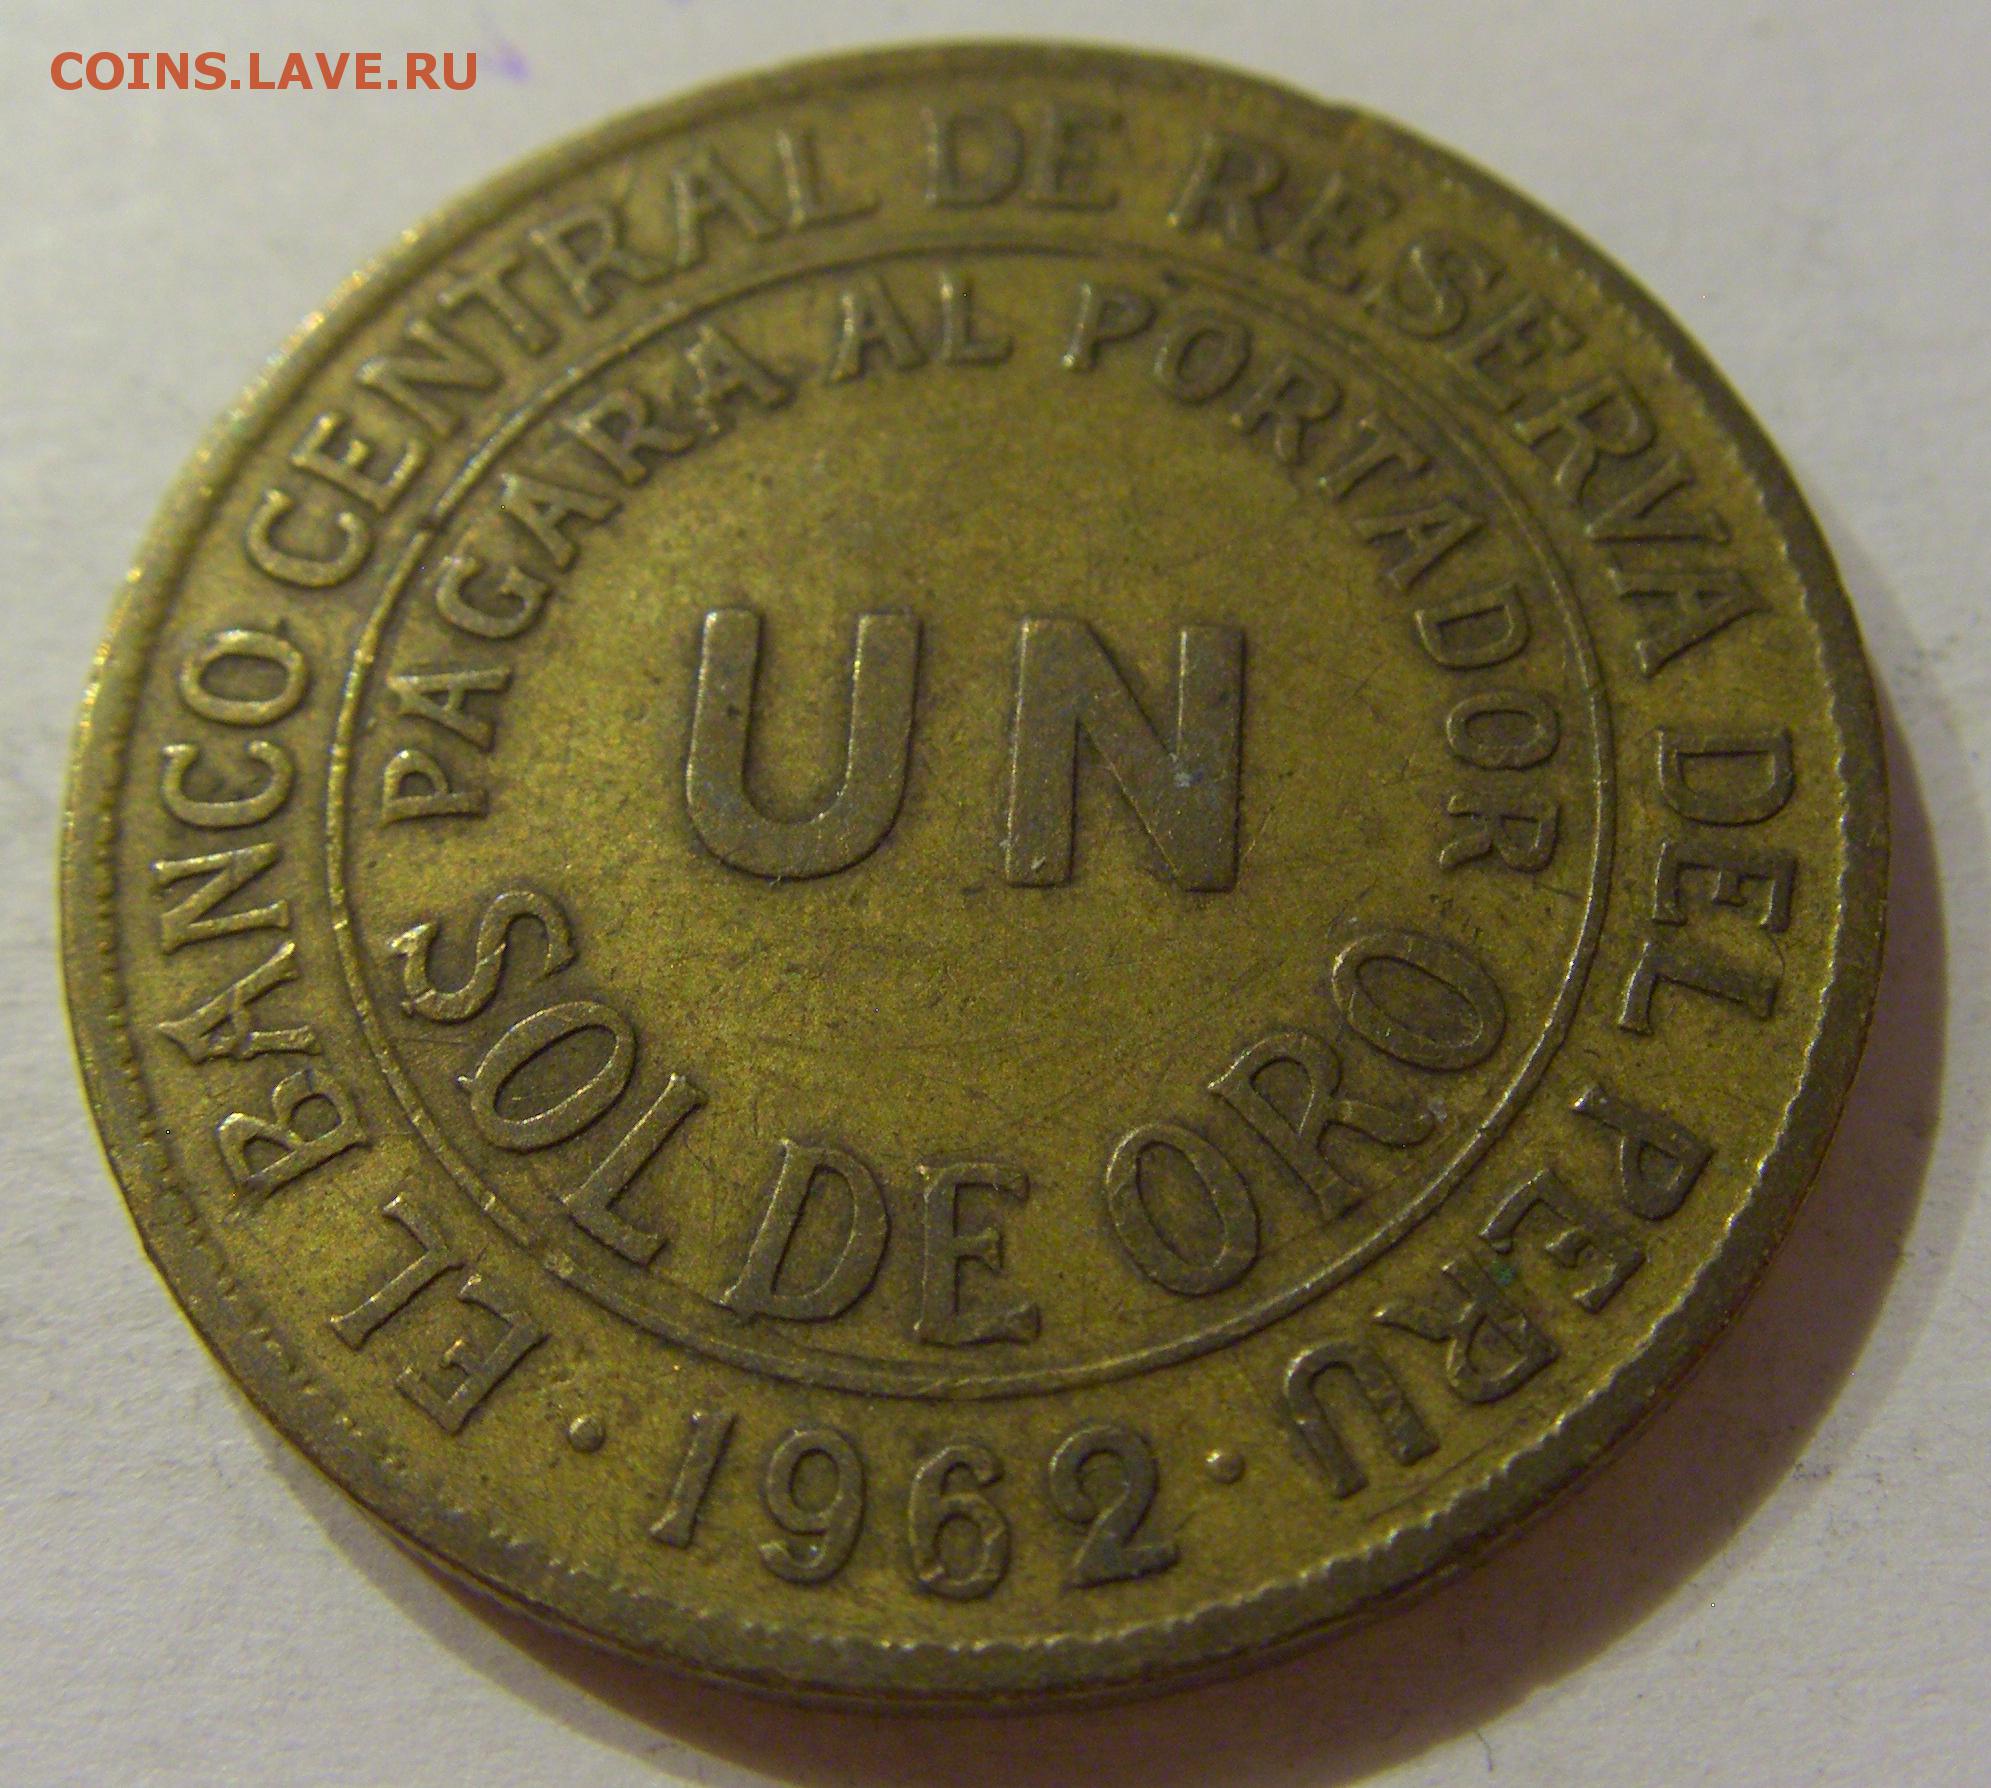 COINS.LAVE.RU
EL BANCO CENTRAL DE RESERVA DEL PERU
PAGARA AL PORTADOR
UN
SOL DE ORO
· 1962 ·